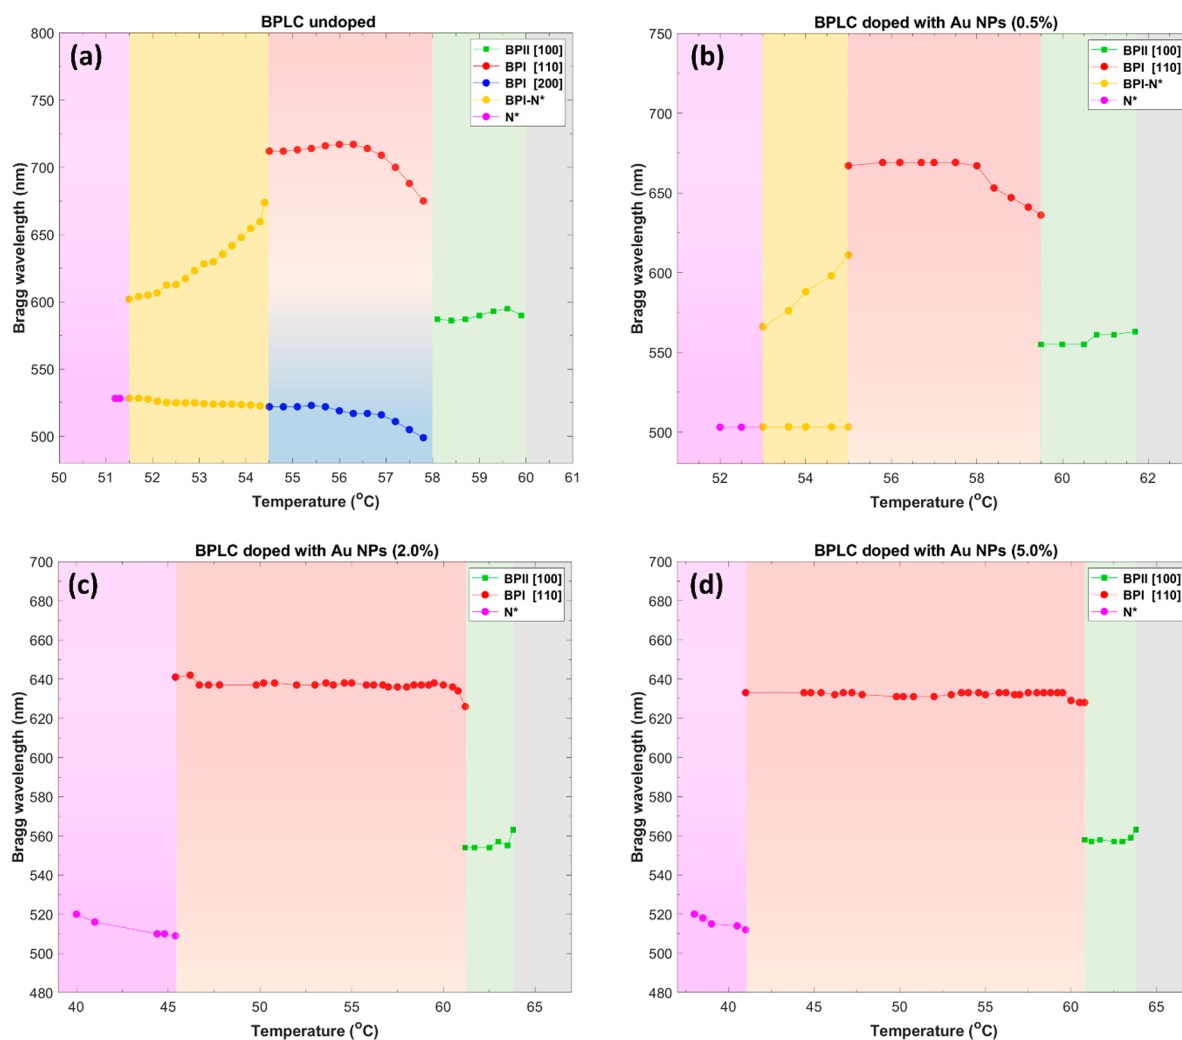 BPLC undoped
(a)
BPII [100]
BPI [110]
BPI [200]
BPI-N*
N*
800
750
700
650
600
550
500
Bragg wavelength (nm)
50 51 52 53 54 55 56 57 58 59 60 61
Temperature (°C)
BPLC doped with Au NPs (0.5%)
(b)
BPII [100]
BPI [110]
BPI-N*
N*
750
700
650
600
550
500
Bragg wavelength (nm)
52 54 56 58 60 62
Temperature (°C)
BPLC doped with Au NPs (2.0%)
(c)
BPII [100]
BPI [110]
N*
700
680
660
640
620
600
580
560
540
520
500
480
Bragg wavelength (nm)
40 45 50 55 60 65
Temperature (°C)
BPLC doped with Au NPs (5.0%)
(d)
BPII [100]
BPI [110]
N*
700
680
660
640
620
600
580
560
540
520
500
480
Bragg wavelength (nm)
40 45 50 55 60 65
Temperature (°C)